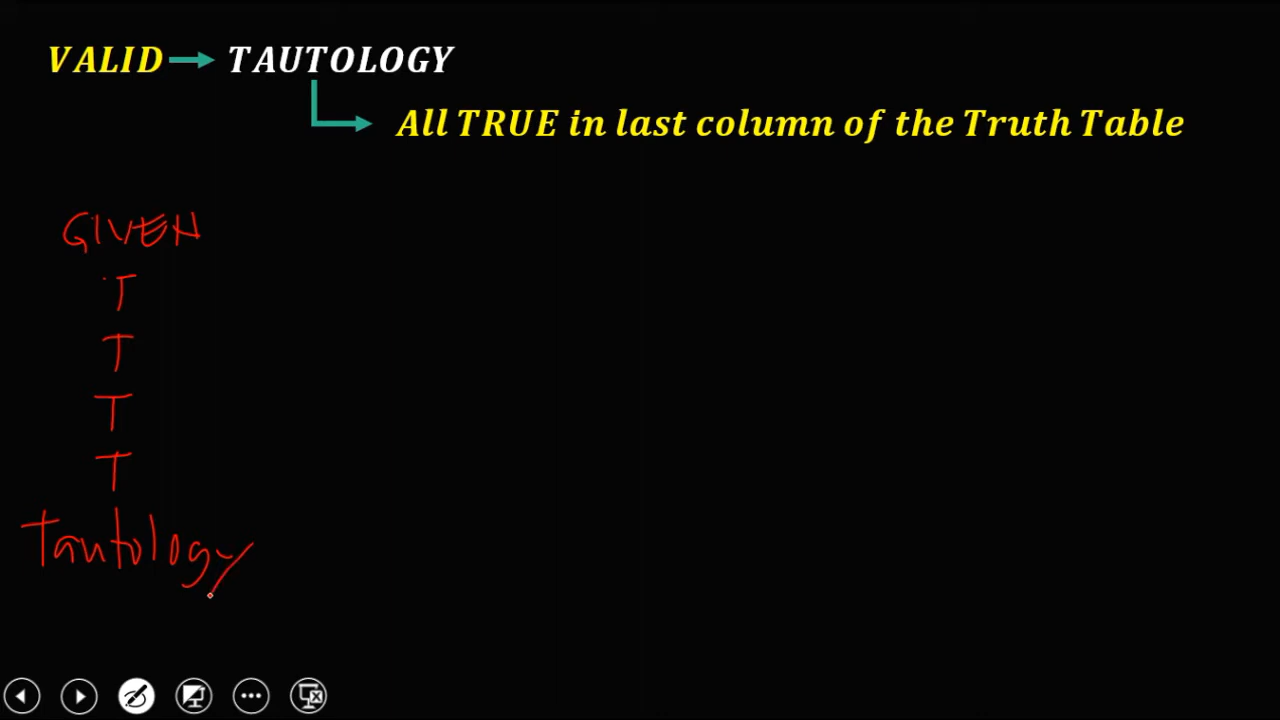 VALID → TAUTOLOGY
All TRUE in last column of the Truth Table
GIVEN
T
T
T
T
Tautology